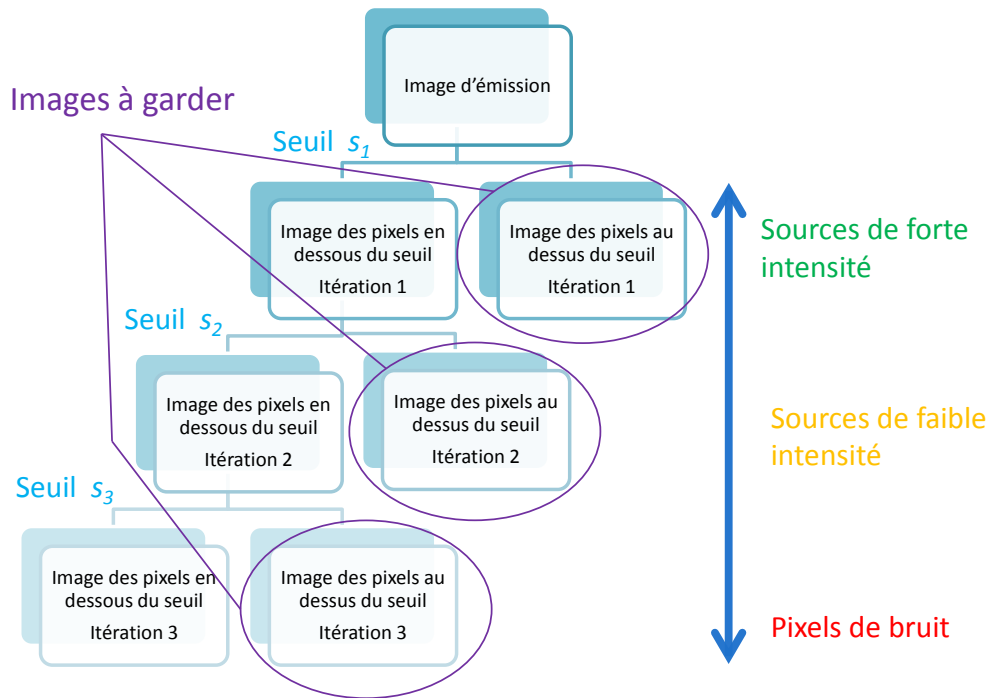 Image d'émission
Images à garder
Seuil s1
Image des pixels en
dessous du seuil
Itération 1
Image des pixels au
dessus du seuil
Itération 1
Sources de forte
intensité
Seuil s2
Image des pixels en
dessous du seuil
Itération 2
Image des pixels au
dessus du seuil
Itération 2
Sources de faible
intensité
Seuil s3
Image des pixels en
dessous du seuil
Itération 3
Image des pixels au
dessus du seuil
Itération 3
Pixels de bruit